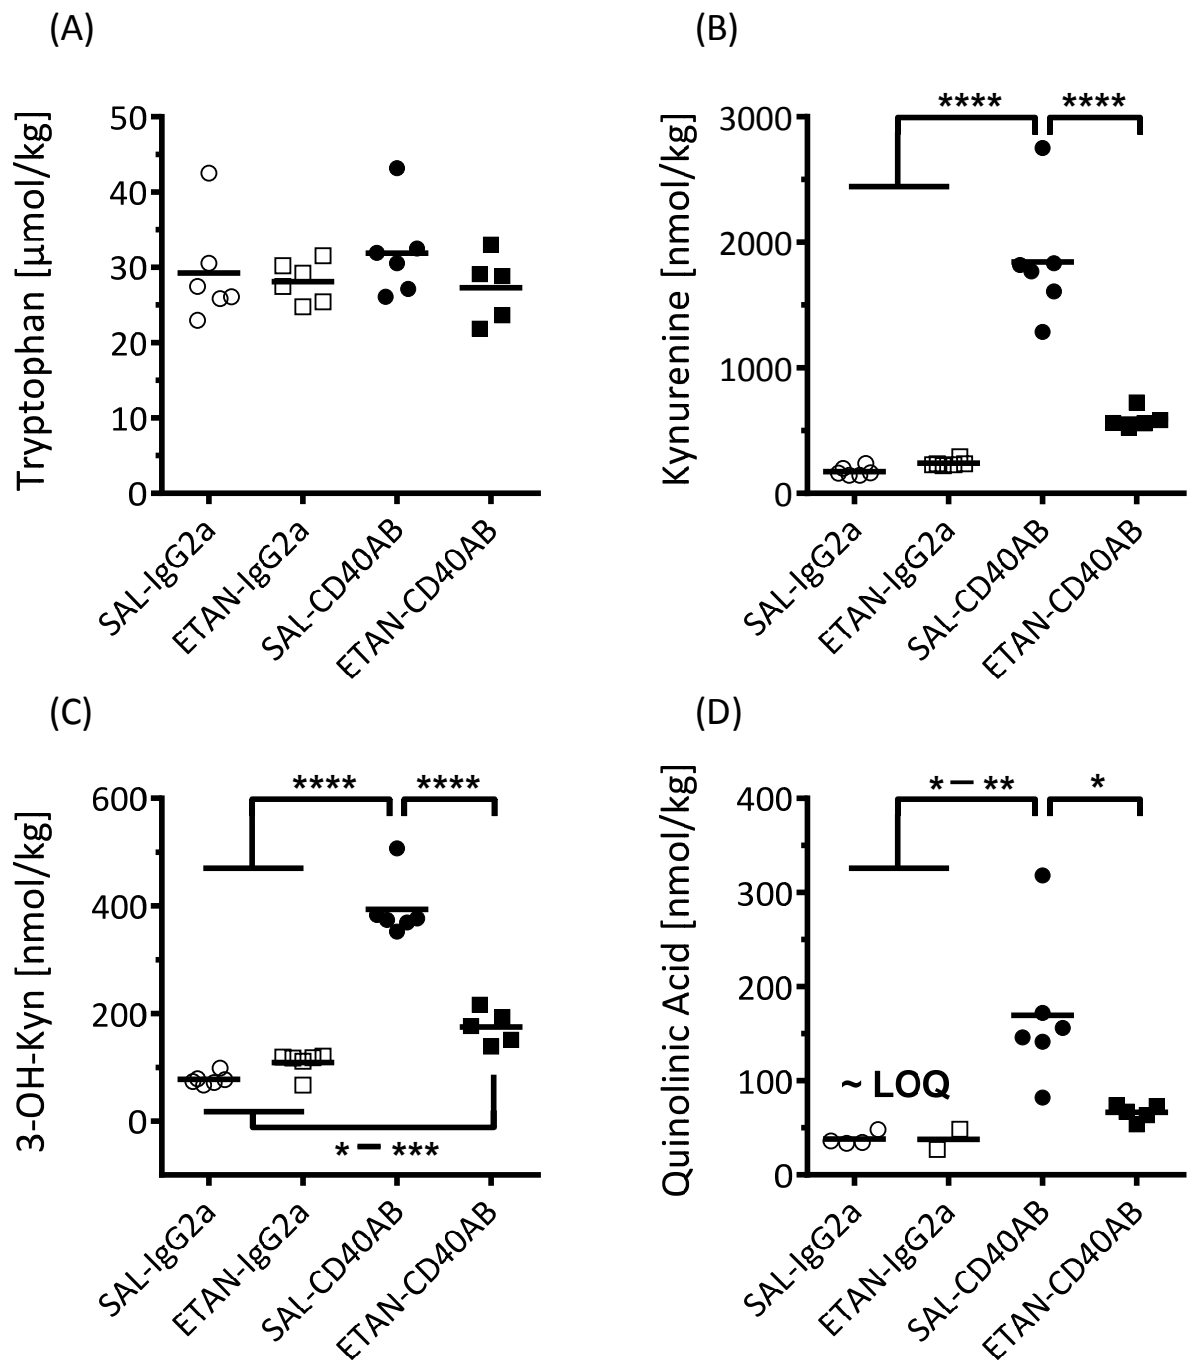 (A)
Tryptophan [µmol/kg]
50
40
30
20
10
0
SAL-IgG2a
ETAN-IgG2a
SAL-CD40AB
ETAN-CD40AB
(B)
Kynurenine [nmol/kg]
3000
2000
1000
0
**** ****
SAL-IgG2a
ETAN-IgG2a
SAL-CD40AB
ETAN-CD40AB
(C)
3-OH-Kyn [nmol/kg]
600
400
200
0
**** ****
* – ***
SAL-IgG2a
ETAN-IgG2a
SAL-CD40AB
ETAN-CD40AB
(D)
Quinolinic Acid [nmol/kg]
400
300
200
100
0
* – ** *
~ LOQ
SAL-IgG2a
ETAN-IgG2a
SAL-CD40AB
ETAN-CD40AB